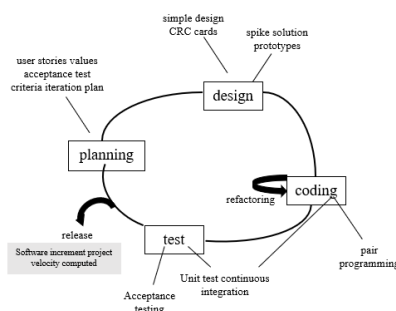 simple design
CRC cards
spike solution
prototypes
user stories values
acceptance test
criteria iteration plan
design
planning
refactoring
coding
release
Software increment project
velocity computed
test
pair
programming
Unit test continuous
integration
Acceptance
testing